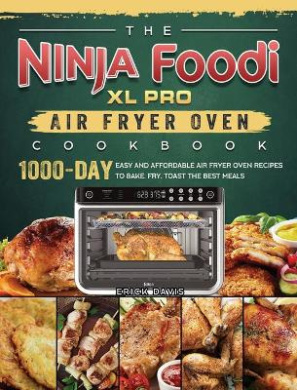 THE
NINJA FOODi
XL PRO
AIR FRYER OVEN
COOKBOOK
1000-DAY
EASY AND AFFORDABLE AIR FRYER OVEN RECIPES
TO BAKE, FRY, TOAST THE BEST MEALS
ERICK DAVIS